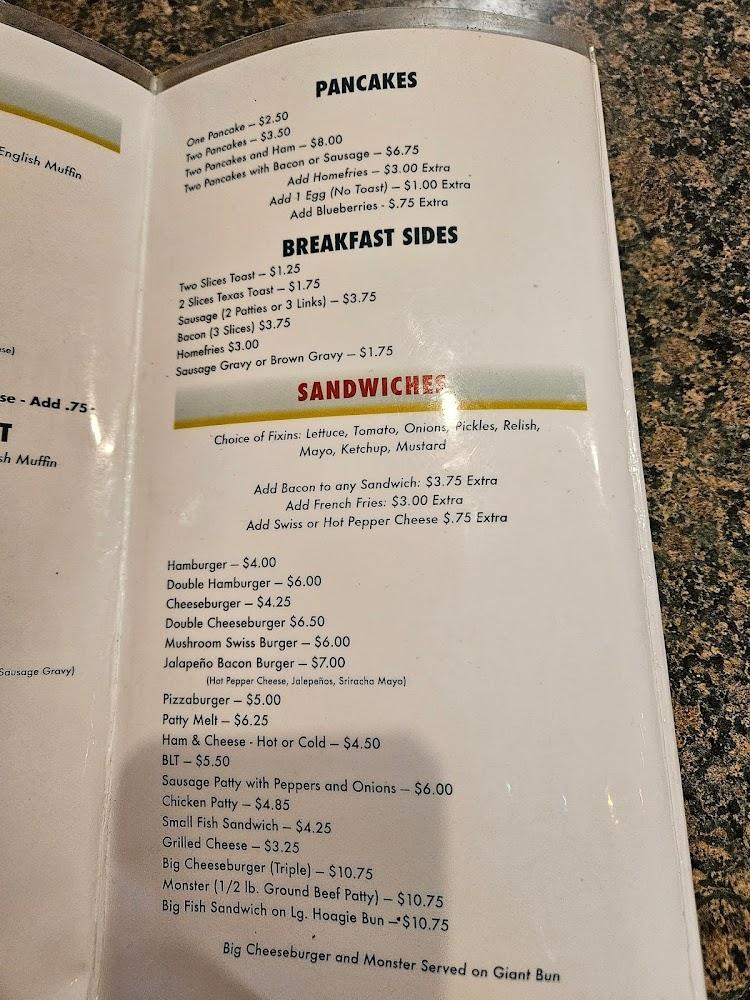 English Muffin
se)
se - Add .75
T
sh Muffin
Sausage Gravy)
PANCAKES
One Pancake – $2.50
Two Pancakes – $3.50
Two Pancakes and Ham – $8.00
Two Pancakes with Bacon or Sausage – $6.75
Add Homefries – $3.00 Extra
Add 1 Egg (No Toast) – $1.00 Extra
Add Blueberries - $.75 Extra
BREAKFAST SIDES
Two Slices Toast – $1.25
2 Slices Texas Toast – $1.75
Sausage (2 Patties or 3 Links) – $3.75
Bacon (3 Slices) $3.75
Homefries $3.00
Sausage Gravy or Brown Gravy – $1.75
SANDWICHES
Choice of Fixins: Lettuce, Tomato, Onions, Pickles, Relish,
Mayo, Ketchup, Mustard
Add Bacon to any Sandwich: $3.75 Extra
Add French Fries: $3.00 Extra
Add Swiss or Hot Pepper Cheese $.75 Extra
Hamburger – $4.00
Double Hamburger – $6.00
Cheeseburger – $4.25
Double Cheeseburger $6.50
Mushroom Swiss Burger – $6.00
Jalapeño Bacon Burger – $7.00
(Hot Pepper Cheese, Jalepeños, Sriracha Mayo)
Pizzaburger – $5.00
Patty Melt – $6.25
Ham & Cheese - Hot or Cold – $4.50
BLT – $5.50
Sausage Patty with Peppers and Onions – $6.00
Chicken Patty – $4.85
Small Fish Sandwich – $4.25
Grilled Cheese – $3.25
Big Cheeseburger (Triple) – $10.75
Monster (1/2 lb. Ground Beef Patty) – $10.75
Big Fish Sandwich on Lg. Hoagie Bun – $10.75
Big Cheeseburger and Monster Served on Giant Bun